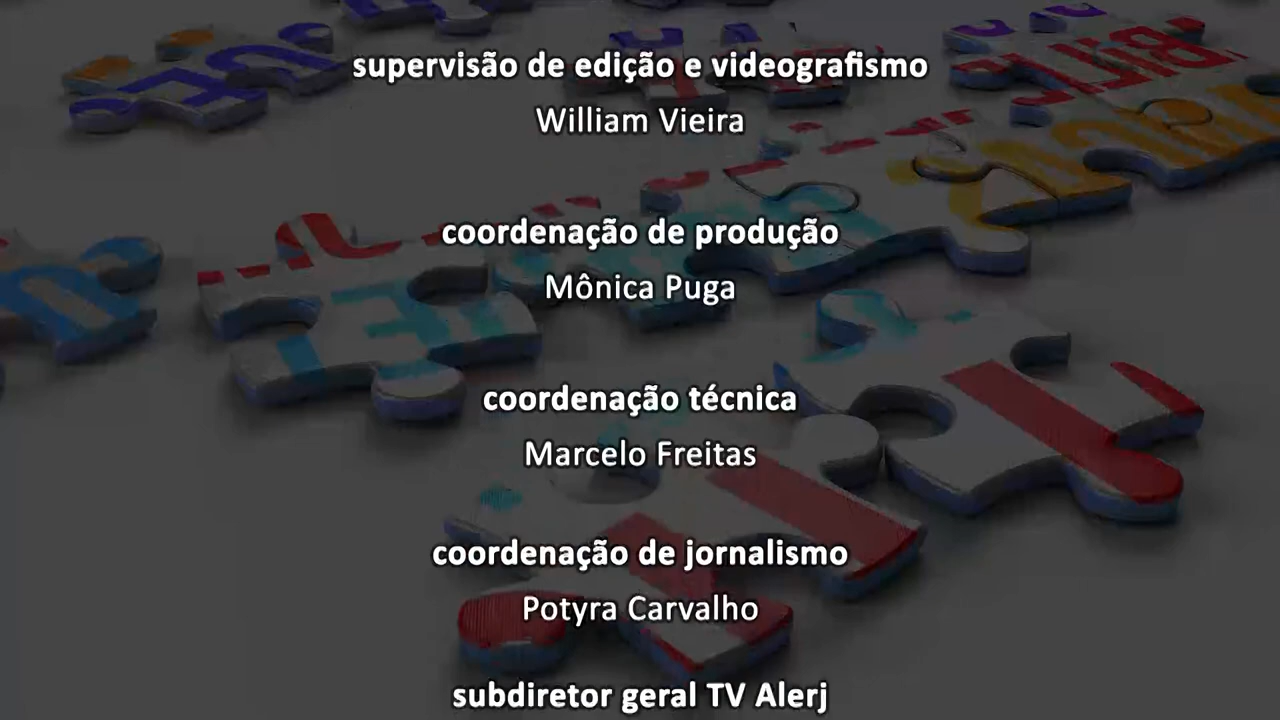 supervisão de edição e videografismo
William Vieira
coordenação de produção
Mônica Puga
coordenação técnica
Marcelo Freitas
coordenação de jornalismo
Potyra Carvalho
subdiretor geral TV Alerj